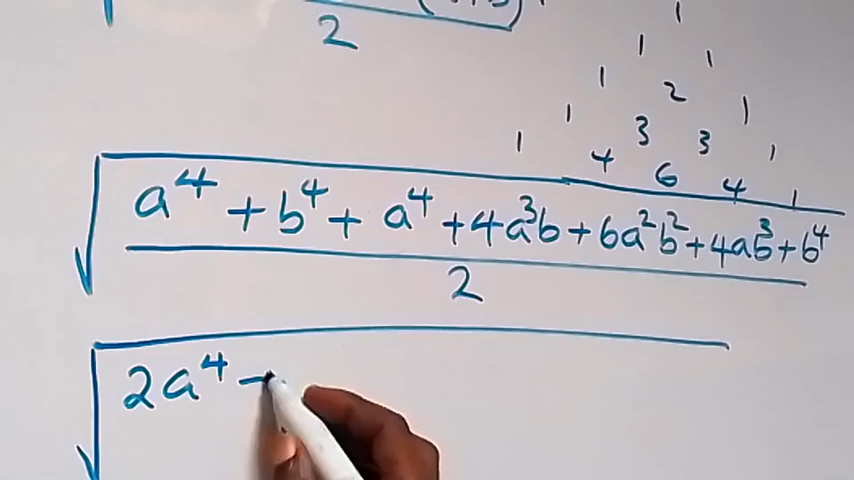 2
1
1 1
1 2 1
1 3 3 1
1 4 6 4 1
√ a⁴ + b⁴ + a⁴ + 4a³b + 6a²b² + 4ab³ + b⁴
2
√ 2a⁴ −